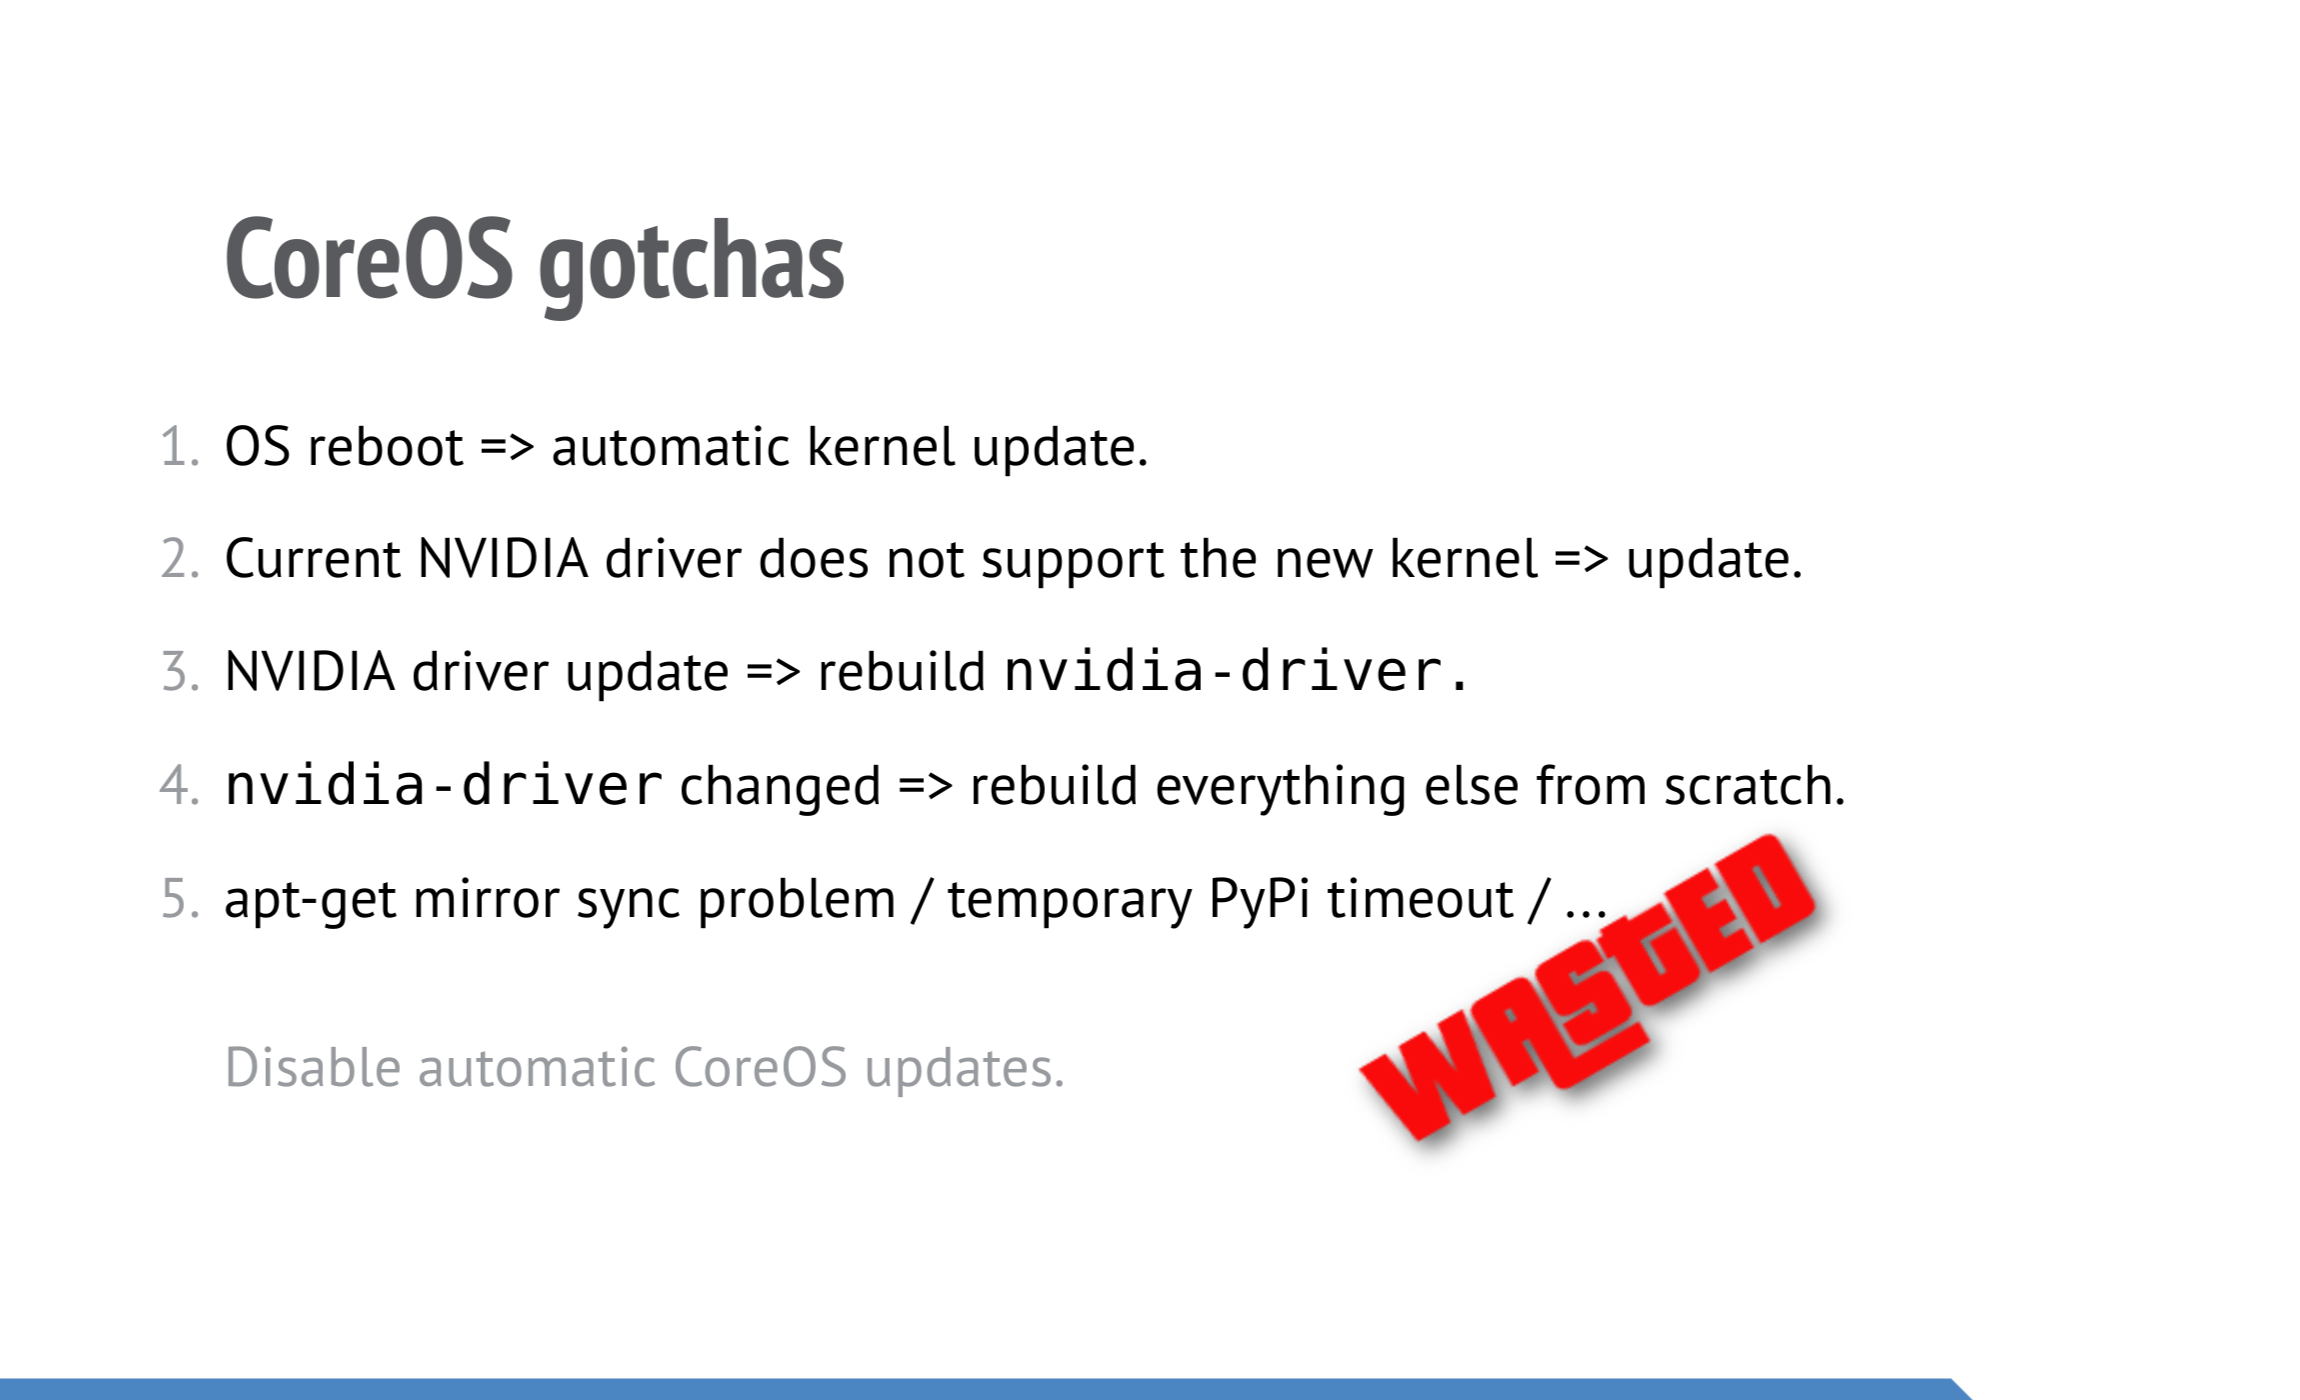 CoreOS gotchas
1. OS reboot => automatic kernel update.
2. Current NVIDIA driver does not support the new kernel => update.
3. NVIDIA driver update => rebuild nvidia-driver.
4. nvidia-driver changed => rebuild everything else from scratch.
5. apt-get mirror sync problem / temporary PyPi timeout / ...
WAStED
Disable automatic CoreOS updates.